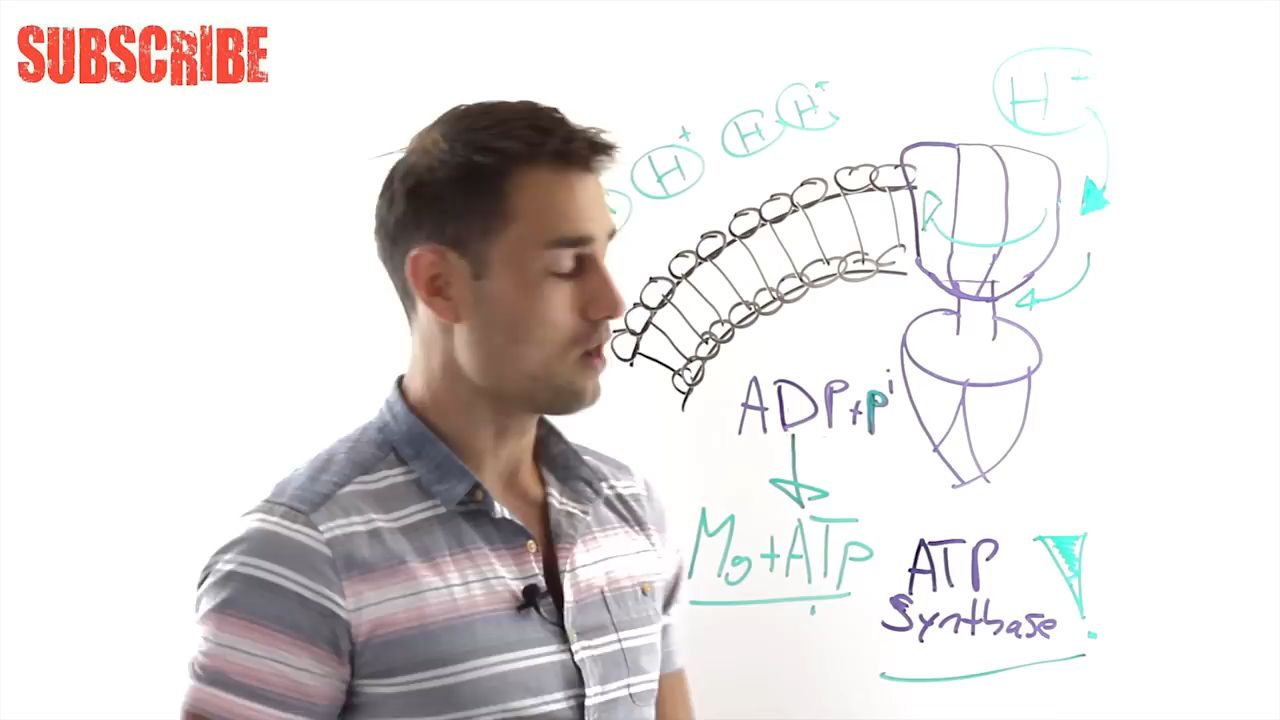 SUBSCRIBE
H+
H+
H
H+
ADP+pi
Mg+ATP
ATP
Synthase